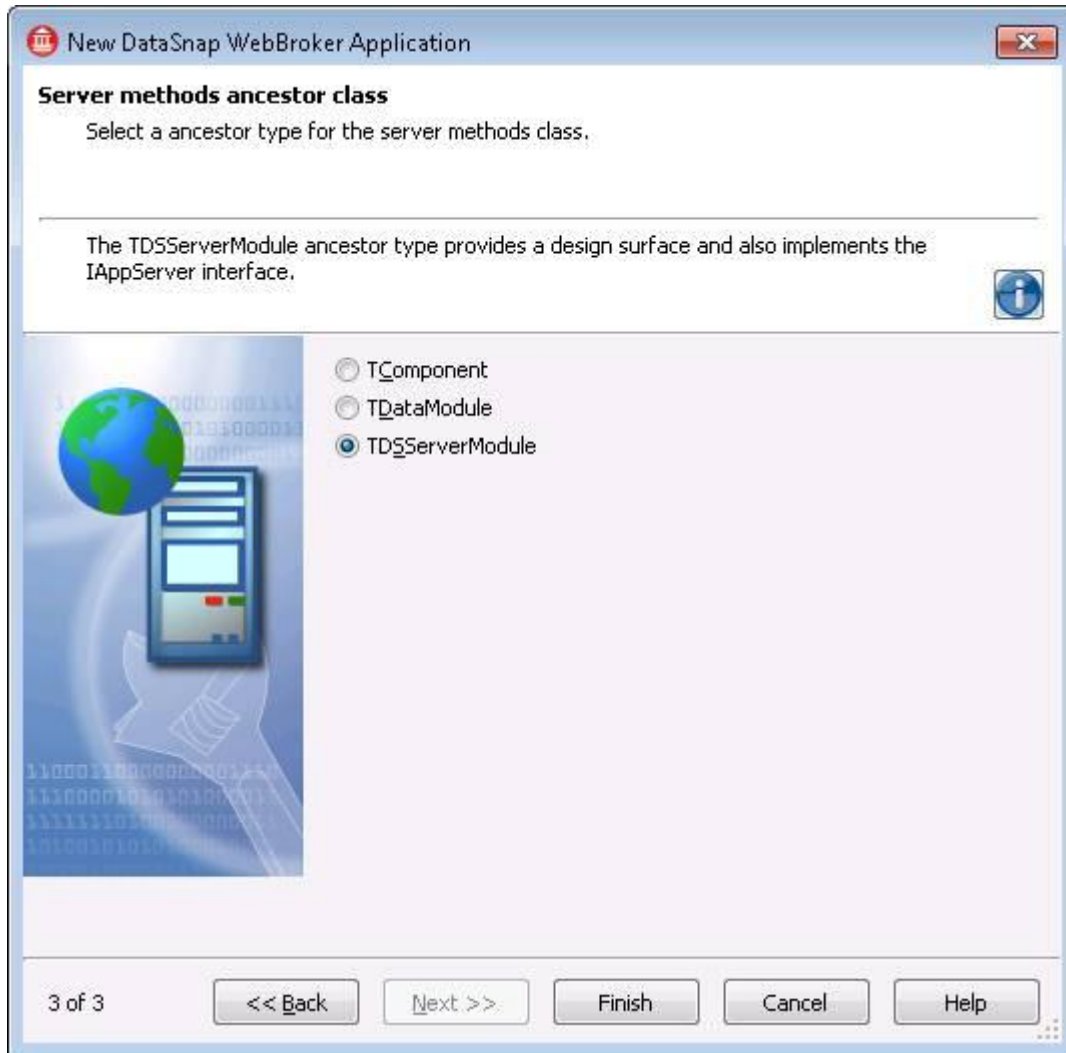 New DataSnap WebBroker Application
Server methods ancestor class
Select a ancestor type for the server methods class.
The TDSServerModule ancestor type provides a design surface and also implements the
IAppServer interface.
TComponent
TDataModule
TDSServerModule
3 of 3
<< Back
Next >>
Finish
Cancel
Help